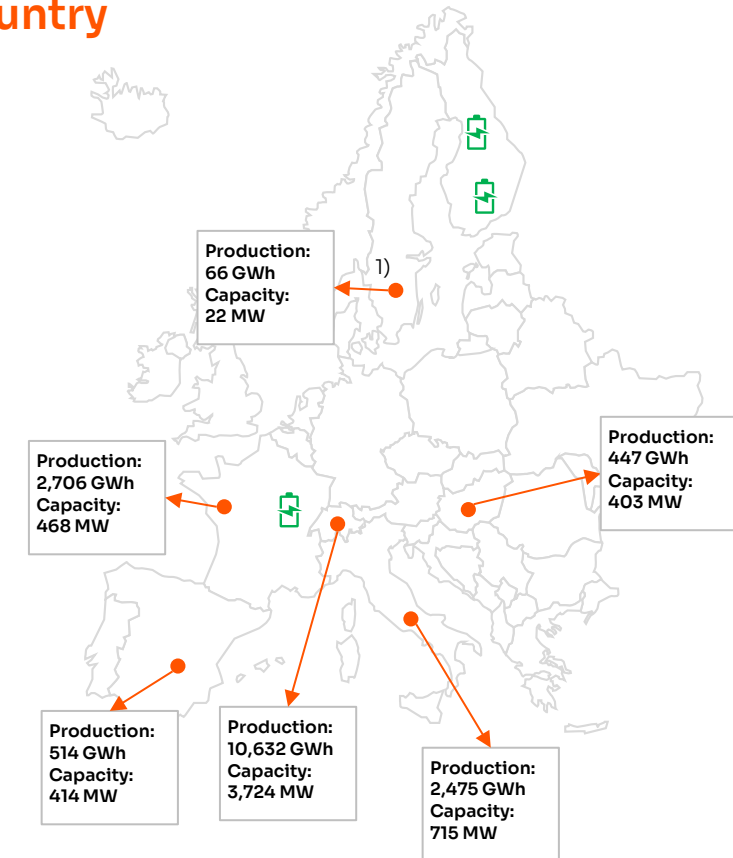 untry
Production:
66 GWh
Capacity:
22 MW
1)
Production:
447 GWh
Capacity:
403 MW
Production:
2,706 GWh
Capacity:
468 MW
Production:
514 GWh
Capacity:
414 MW
Production:
10,632 GWh
Capacity:
3,724 MW
Production:
2,475 GWh
Capacity:
715 MW